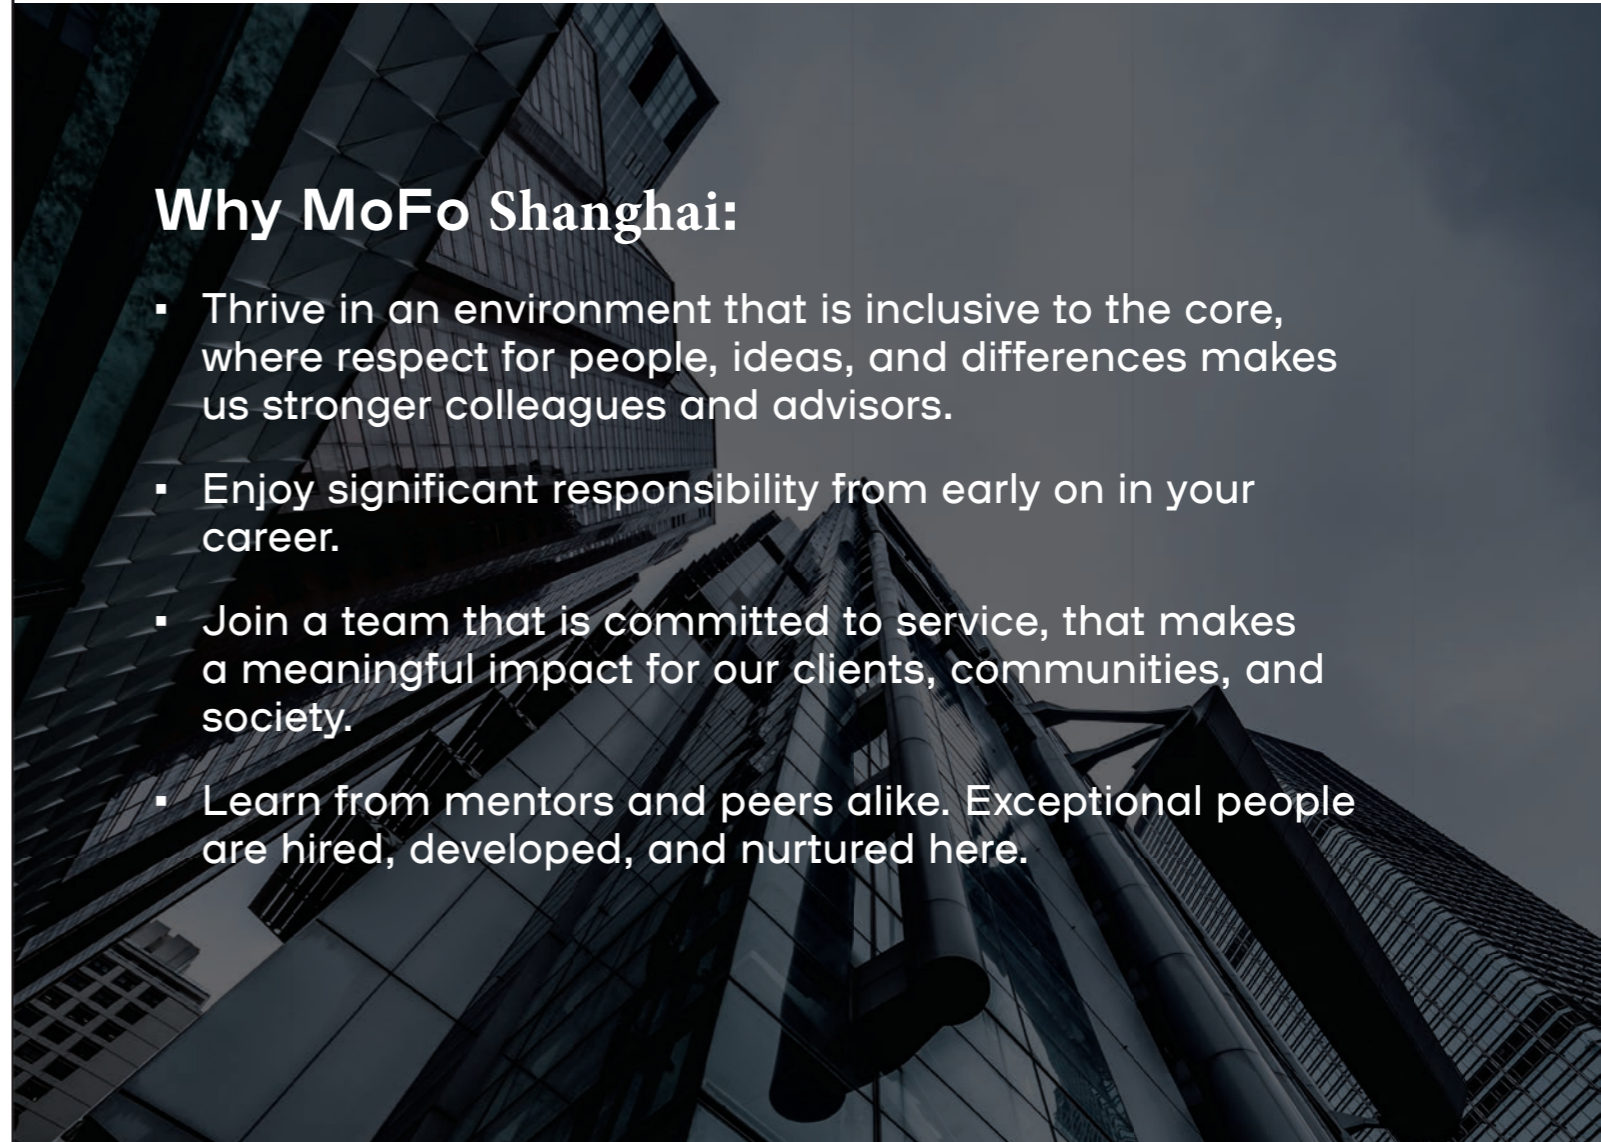 Why MoFo Shanghai:
▪ Thrive in an environment that is inclusive to the core,
where respect for people, ideas, and differences makes
us stronger colleagues and advisors.
▪ Enjoy significant responsibility from early on in your
career.
▪ Join a team that is committed to service, that makes
a meaningful impact for our clients, communities, and
society.
▪ Learn from mentors and peers alike. Exceptional people
are hired, developed, and nurtured here.